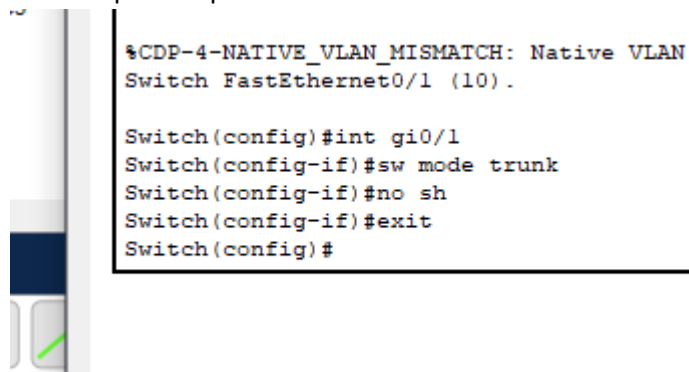 %CDP-4-NATIVE_VLAN_MISMATCH: Native VLAN
Switch FastEthernet0/1 (10).
Switch(config)#int gi0/1
Switch(config-if)#sw mode trunk
Switch(config-if)#no sh
Switch(config-if)#exit
Switch(config)#